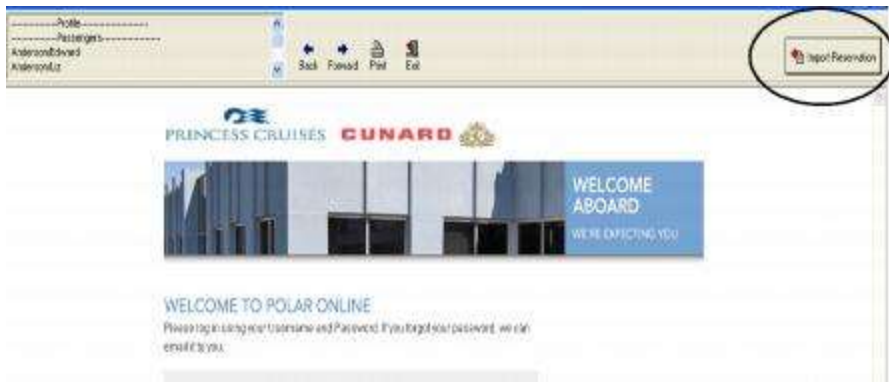 --------------Profile--------------
--------------Passengers--------------
Anderson/Edward
Anderson/Liz
Back Forward Print Exit
Import Reservation
PRINCESS CRUISES CUNARD
WELCOME
ABOARD
WE'RE EXPECTING YOU
WELCOME TO POLAR ONLINE
Please log in using your Username and Password. If you forgot your password, we can
email it to you.